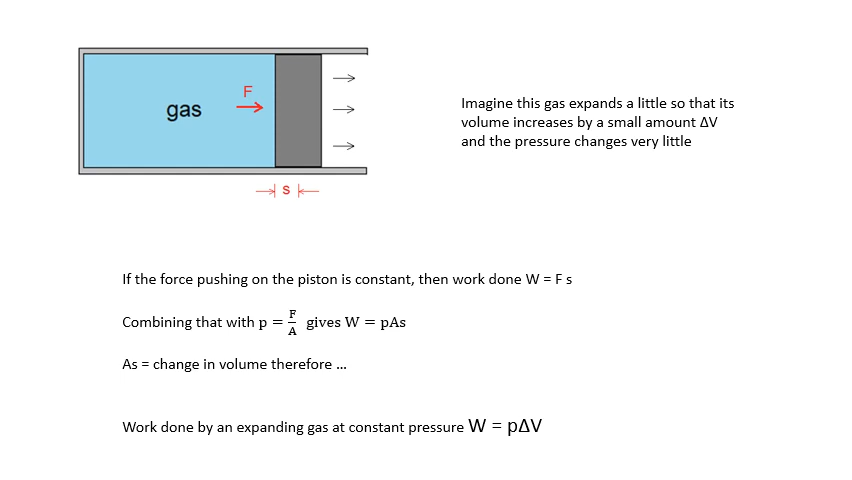 F
gas
s
Imagine this gas expands a little so that its
volume increases by a small amount ΔV
and the pressure changes very little
If the force pushing on the piston is constant, then work done W = F s
Combining that with p = F/A gives W = pAs
As = change in volume therefore ...
Work done by an expanding gas at constant pressure W = pΔV